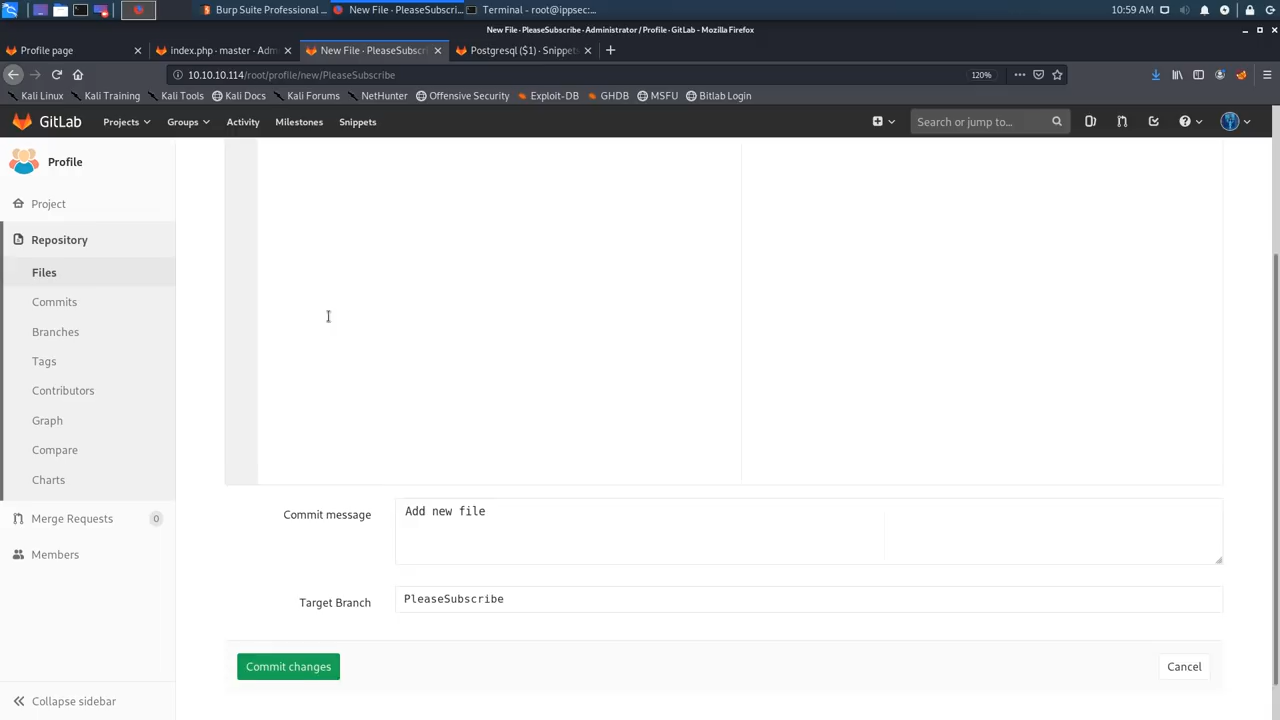 Burp Suite Professional ...
New File · PleaseSubscri...
Terminal - root@ippsec:...
10:59 AM
New File · PleaseSubscribe · Administrator / Profile · GitLab - Mozilla Firefox
Profile page
index.php · master · Adm
New File · PleaseSubscri
Postgresql ($1) · Snippets
10.10.10.114/root/profile/new/PleaseSubscribe
120%
Kali Linux
Kali Training
Kali Tools
Kali Docs
Kali Forums
NetHunter
Offensive Security
Exploit-DB
GHDB
MSFU
Bitlab Login
GitLab
Projects
Groups
Activity
Milestones
Snippets
Search or jump to...
Profile
Project
Repository
Files
Commits
Branches
Tags
Contributors
Graph
Compare
Charts
Merge Requests
0
Members
Collapse sidebar
Commit message
Add new file
Target Branch
PleaseSubscribe
Commit changes
Cancel